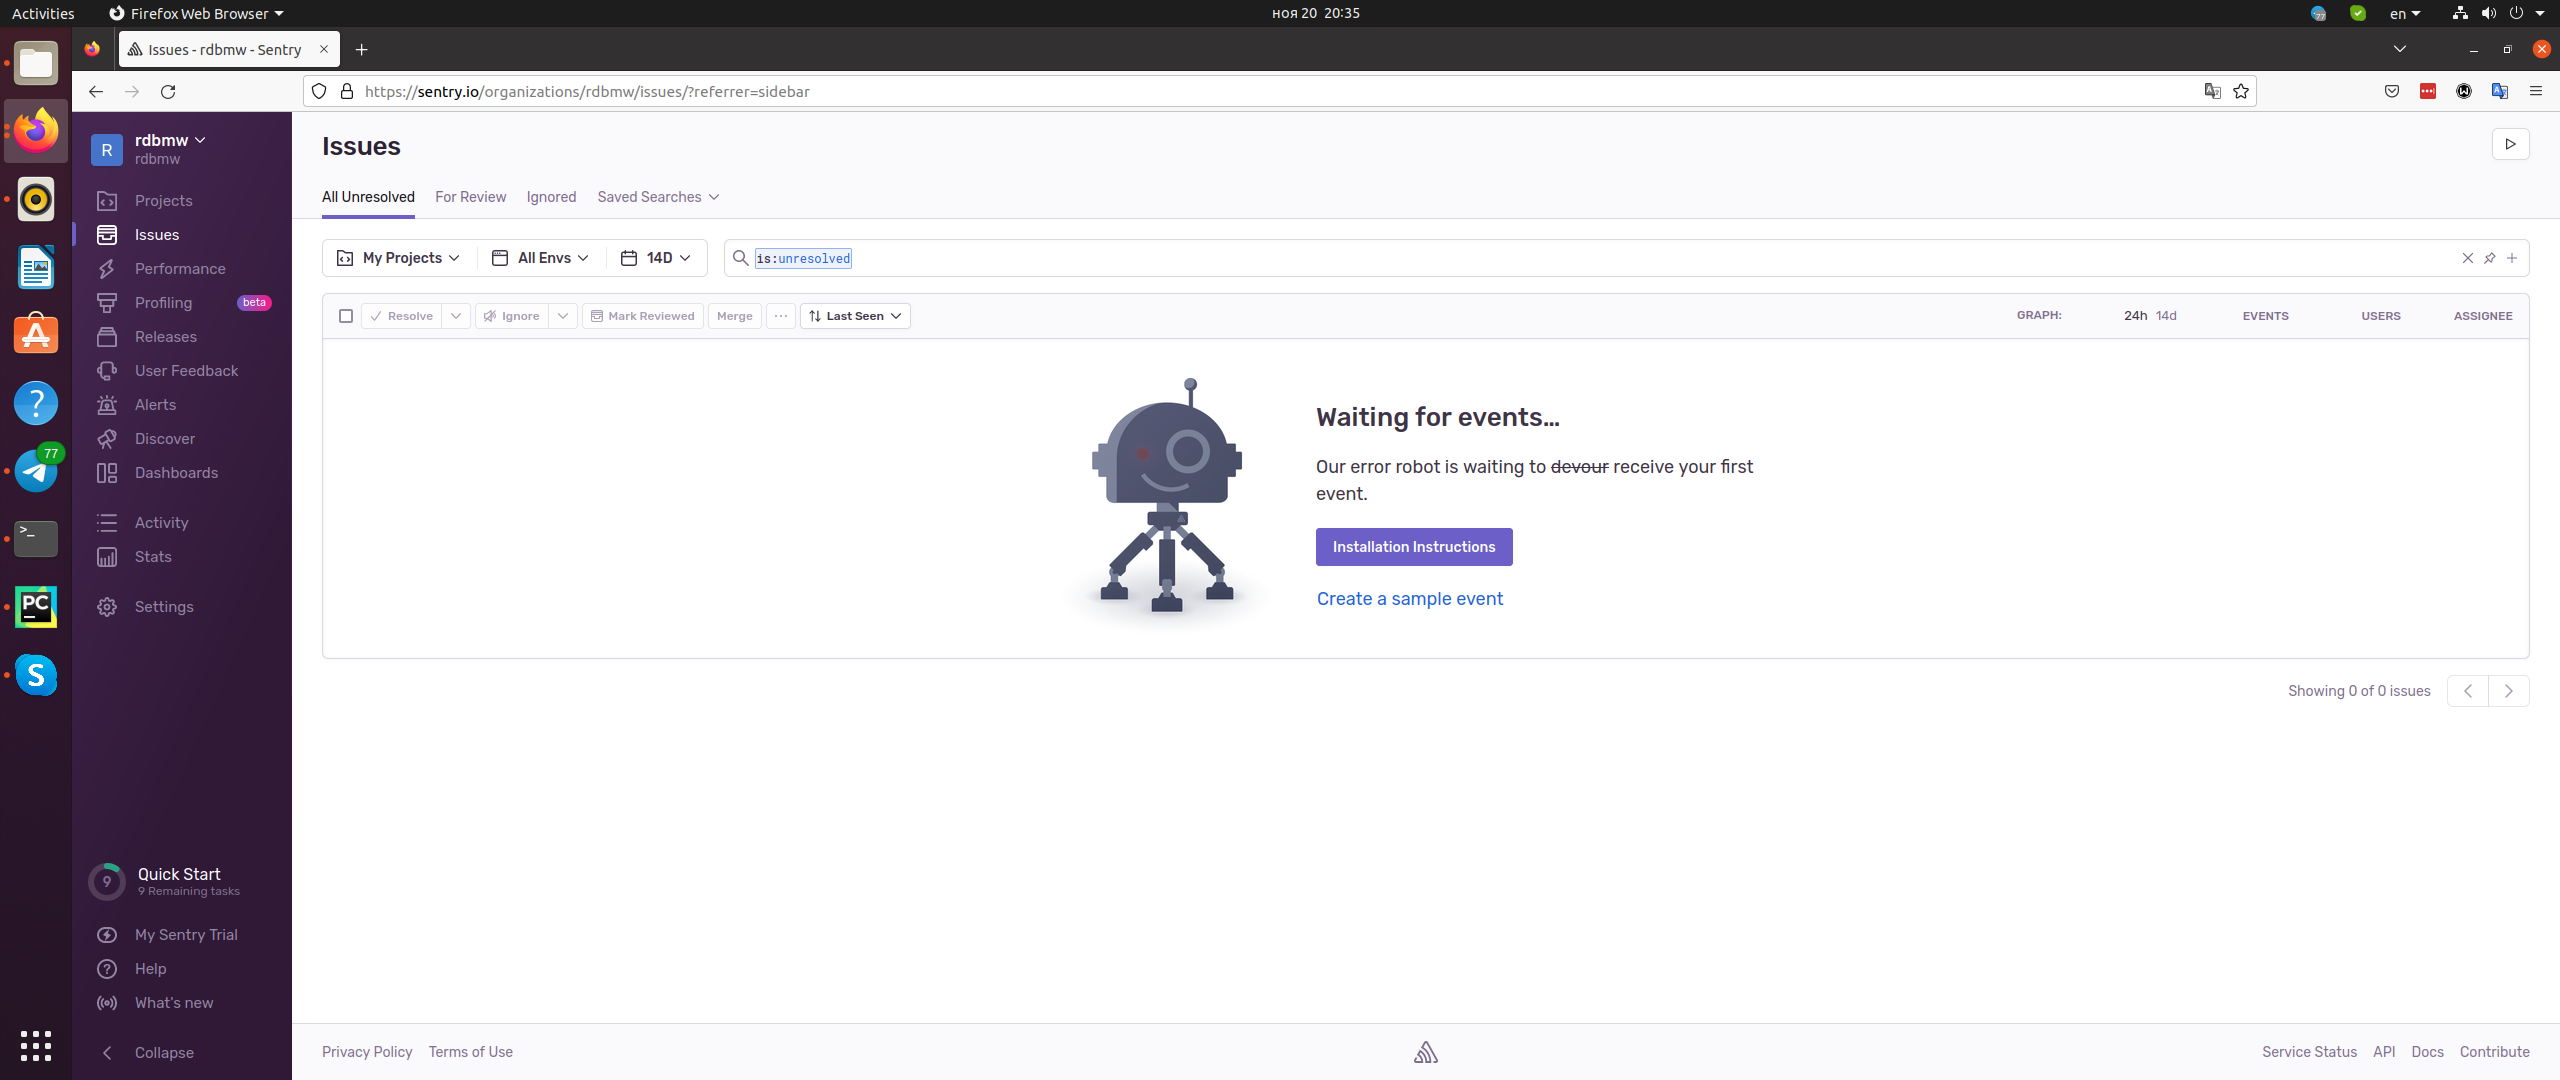 Activities Firefox Web Browser ноя 20 20:35 77 en
Issues - rdbmw - Sentry
https://sentry.io/organizations/rdbmw/issues/?referrer=sidebar
R rdbmw
rdbmw
Projects
Issues
Performance
Profiling beta
Releases
User Feedback
Alerts
Discover
Dashboards
Activity
Stats
Settings
Quick Start
9 9 Remaining tasks
My Sentry Trial
Help
What's new
Collapse
77
>_
PC
S
Issues
All Unresolved For Review Ignored Saved Searches
My Projects All Envs 14D is:unresolved
Resolve Ignore Mark Reviewed Merge ... Last Seen GRAPH: 24h 14d EVENTS USERS ASSIGNEE
Waiting for events…
Our error robot is waiting to devour receive your first
event.
Installation Instructions
Create a sample event
Showing 0 of 0 issues
Privacy Policy Terms of Use Service Status API Docs Contribute